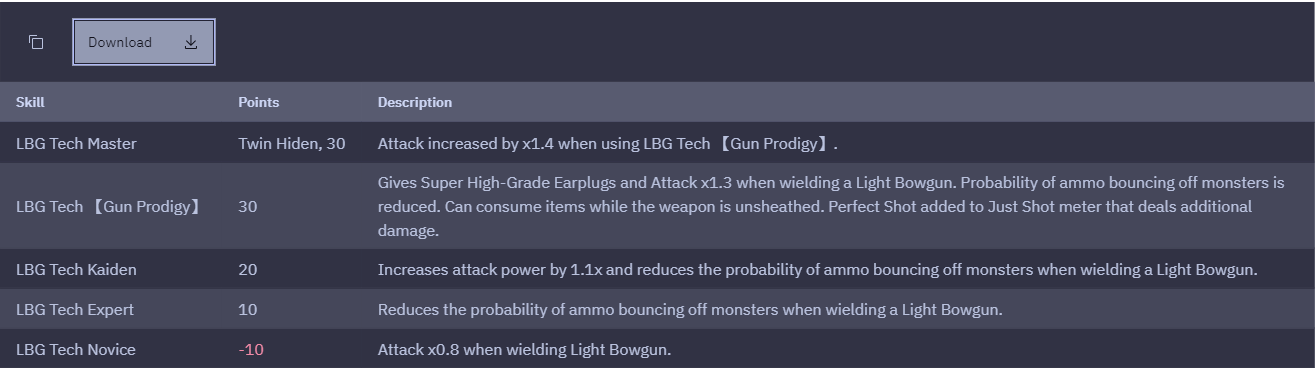 Download
Skill Points Description
LBG Tech Master Twin Hiden, 30 Attack increased by x1.4 when using LBG Tech 【Gun Prodigy】.
LBG Tech 【Gun Prodigy】 30 Gives Super High-Grade Earplugs and Attack x1.3 when wielding a Light Bowgun. Probability of ammo bouncing off monsters is
reduced. Can consume items while the weapon is unsheathed. Perfect Shot added to Just Shot meter that deals additional
damage.
LBG Tech Kaiden 20 Increases attack power by 1.1x and reduces the probability of ammo bouncing off monsters when wielding a Light Bowgun.
LBG Tech Expert 10 Reduces the probability of ammo bouncing off monsters when wielding a Light Bowgun.
LBG Tech Novice -10 Attack x0.8 when wielding Light Bowgun.